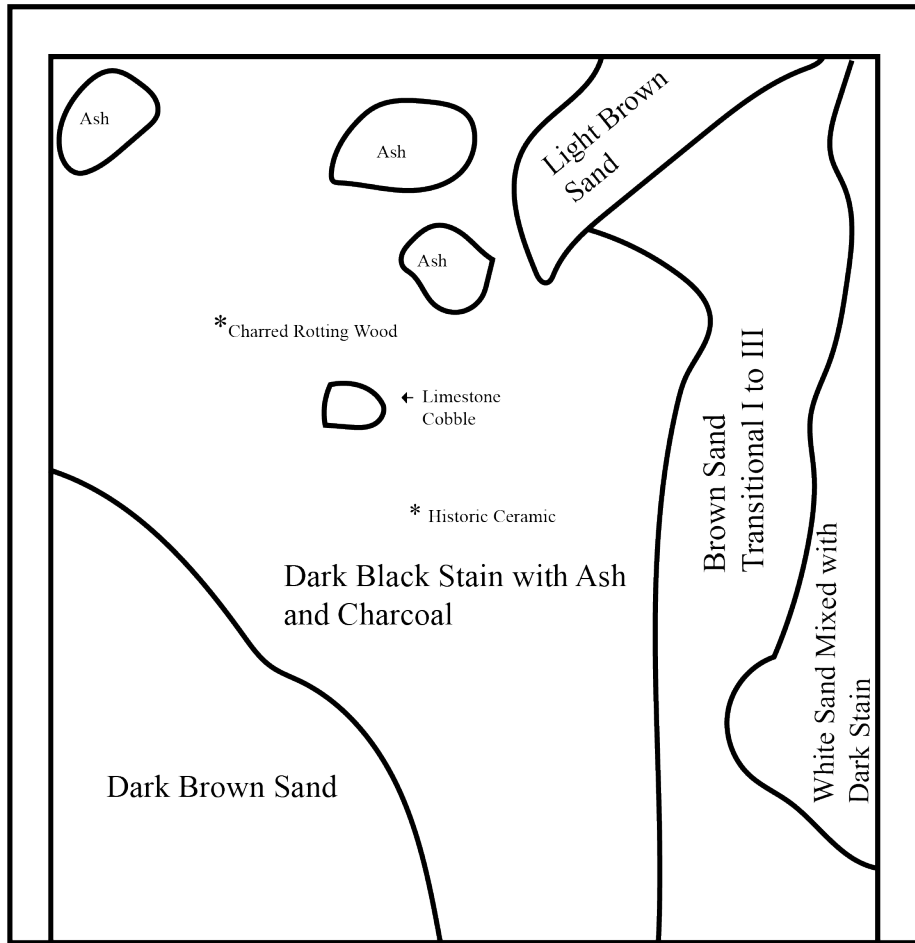 Ash
Ash
Light Brown
Sand
Ash
*Charred Rotting Wood
Limestone
Cobble
Brown Sand
Transitional I to III
* Historic Ceramic
Dark Black Stain with Ash
and Charcoal
White Sand Mixed with
Dark Stain
Dark Brown Sand